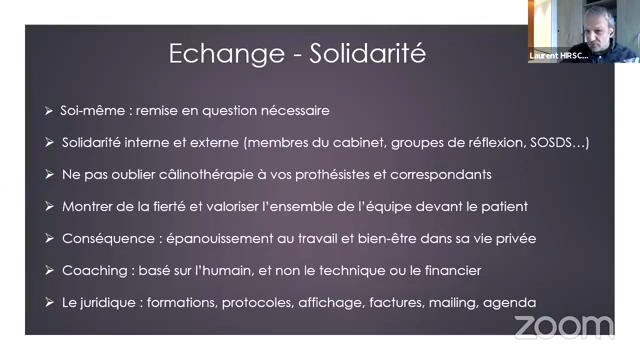 Laurent HIRSC...
Echange - Solidarité
➢ Soi-même : remise en question nécessaire
➢ Solidarité interne et externe (membres du cabinet, groupes de réflexion, SOSDS…)
➢ Ne pas oublier câlinothérapie à vos prothésistes et correspondants
➢ Montrer de la fierté et valoriser l'ensemble de l'équipe devant le patient
➢ Conséquence : épanouissement au travail et bien-être dans sa vie privée
➢ Coaching : basé sur l'humain, et non le technique ou le financier
➢ Le juridique : formations, protocoles, affichage, factures, mailing, agenda
zoom